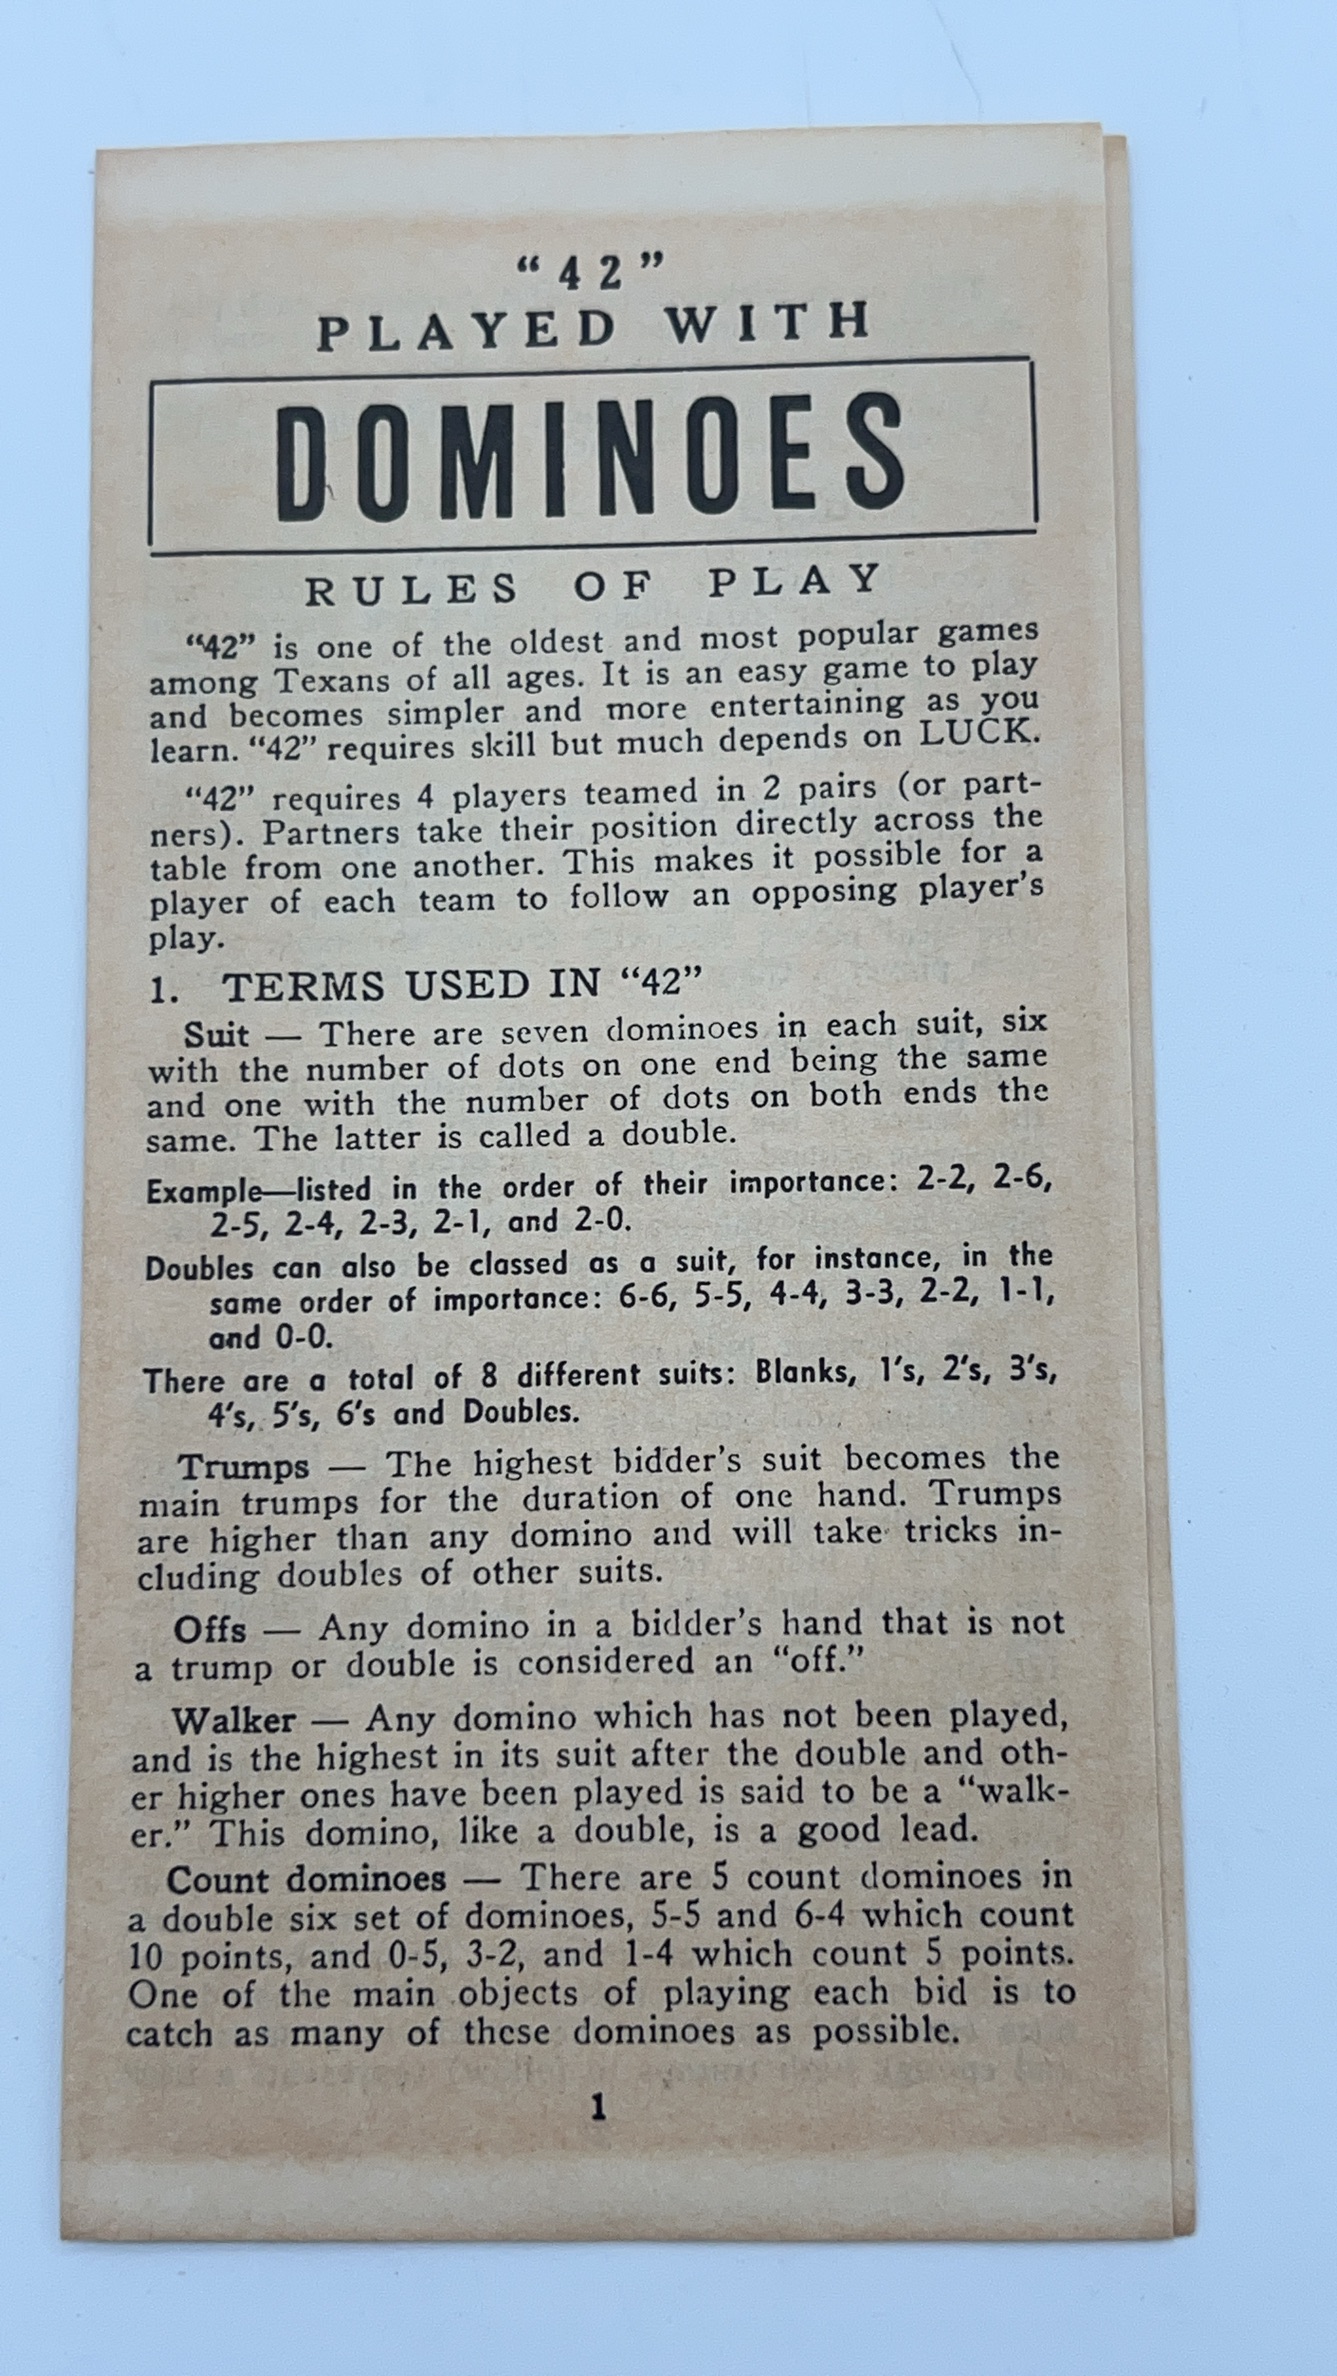 “42”
PLAYED WITH
DOMINOES
RULES OF PLAY
“42” is one of the oldest and most popular games
among Texans of all ages. It is an easy game to play
and becomes simpler and more entertaining as you
learn. “42” requires skill but much depends on LUCK.
“42” requires 4 players teamed in 2 pairs (or part-
ners). Partners take their position directly across the
table from one another. This makes it possible for a
player of each team to follow an opposing player's
play.
1. TERMS USED IN “42”
Suit — There are seven dominoes in each suit, six
with the number of dots on one end being the same
and one with the number of dots on both ends the
same. The latter is called a double.
Example—listed in the order of their importance: 2-2, 2-6,
2-5, 2-4, 2-3, 2-1, and 2-0.
Doubles can also be classed as a suit, for instance, in the
same order of importance: 6-6, 5-5, 4-4, 3-3, 2-2, 1-1,
and 0-0.
There are a total of 8 different suits: Blanks, 1's, 2's, 3's,
4's, 5's, 6's and Doubles.
Trumps — The highest bidder's suit becomes the
main trumps for the duration of one hand. Trumps
are higher than any domino and will take tricks in-
cluding doubles of other suits.
Offs — Any domino in a bidder's hand that is not
a trump or double is considered an “off.”
Walker — Any domino which has not been played,
and is the highest in its suit after the double and oth-
er higher ones have been played is said to be a “walk-
er.” This domino, like a double, is a good lead.
Count dominoes — There are 5 count dominoes in
a double six set of dominoes, 5-5 and 6-4 which count
10 points, and 0-5, 3-2, and 1-4 which count 5 points.
One of the main objects of playing each bid is to
catch as many of these dominoes as possible.
1